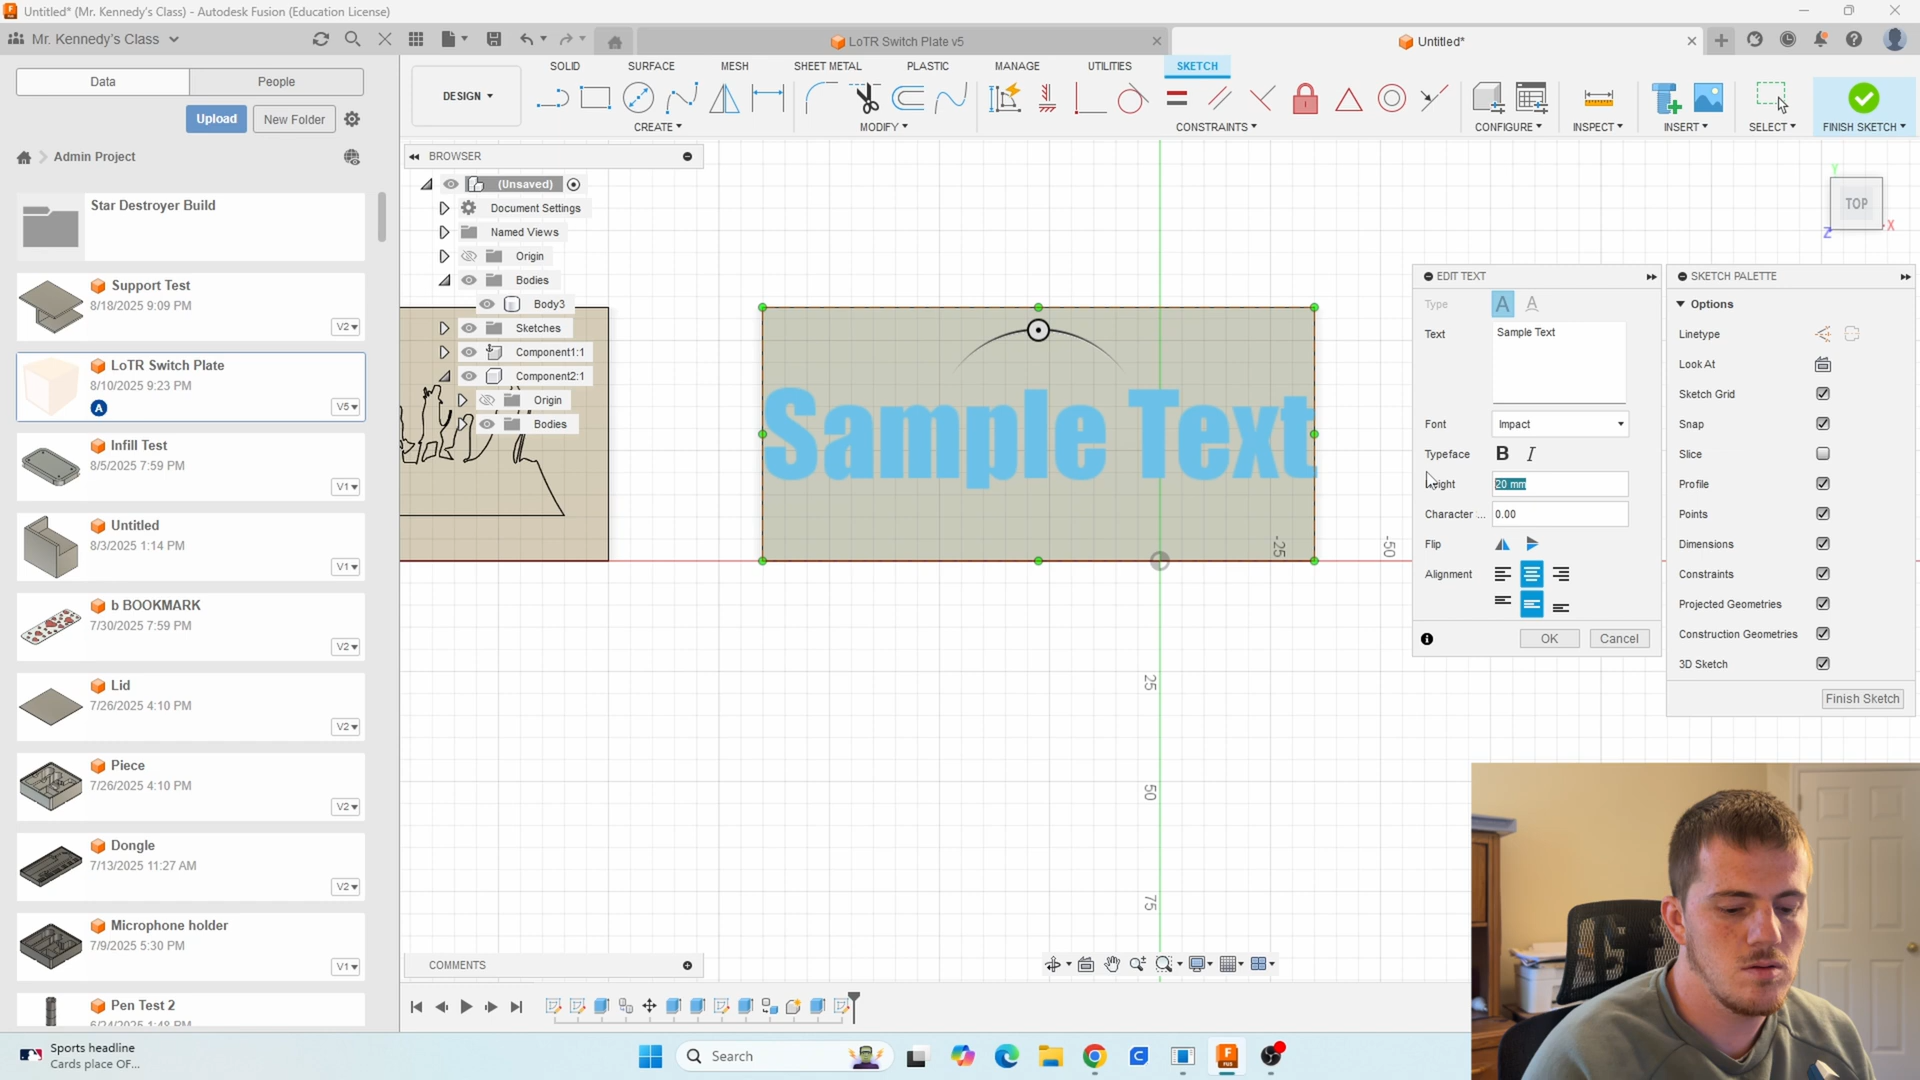 Untitled* (Mr. Kennedy's Class) - Autodesk Fusion (Education License)
Mr. Kennedy's Class
LoTR Switch Plate v5
Untitled*
Data
People
Upload
New Folder
Admin Project
Star Destroyer Build
Support Test
8/18/2025 9:09 PM
V2
LoTR Switch Plate
8/10/2025 9:23 PM
A
V5
Infill Test
8/5/2025 7:59 PM
V1
Untitled
8/3/2025 1:14 PM
V1
b BOOKMARK
7/30/2025 7:59 PM
V2
Lid
7/26/2025 4:10 PM
V2
Piece
7/26/2025 4:10 PM
V2
Dongle
7/13/2025 11:27 AM
V2
Microphone holder
7/9/2025 5:30 PM
V1
Pen Test 2
6/24/2025 1:48 PM
DESIGN
SOLID
SURFACE
MESH
SHEET METAL
PLASTIC
MANAGE
UTILITIES
SKETCH
CREATE
MODIFY
CONSTRAINTS
CONFIGURE
INSPECT
INSERT
SELECT
FINISH SKETCH
BROWSER
(Unsaved)
Document Settings
Named Views
Origin
Bodies
Body3
Sketches
Component1:1
Component2:1
Origin
Bodies
Sample Text
-25
-50
25
50
75
TOP
X
Y
Z
EDIT TEXT
Type
Text
Sample Text
Font
Impact
Typeface
B I
Height
20 mm
Character ...
0.00
Flip
Alignment
OK
Cancel
SKETCH PALETTE
Options
Linetype
Look At
Sketch Grid
Snap
Slice
Profile
Points
Dimensions
Constraints
Projected Geometries
Construction Geometries
3D Sketch
Finish Sketch
COMMENTS
Sports headline
Cards place OF...
Search